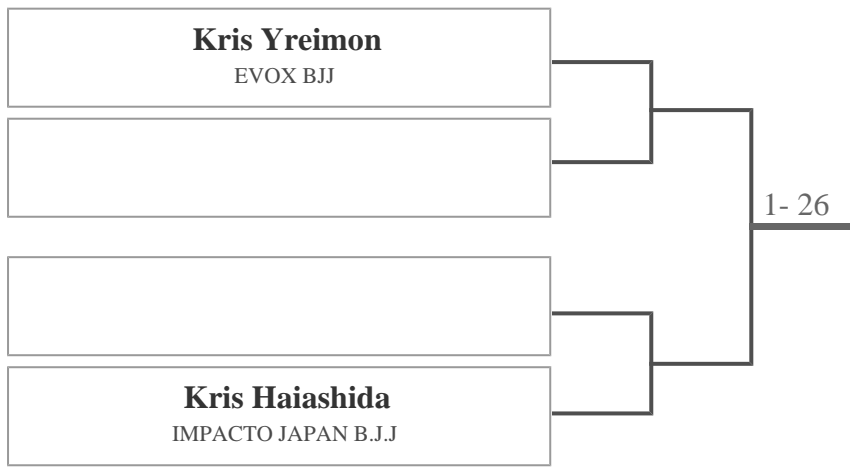 Kris Yreimon
EVOX BJJ
1- 26
Kris Haiashida
IMPACTO JAPAN B.J.J